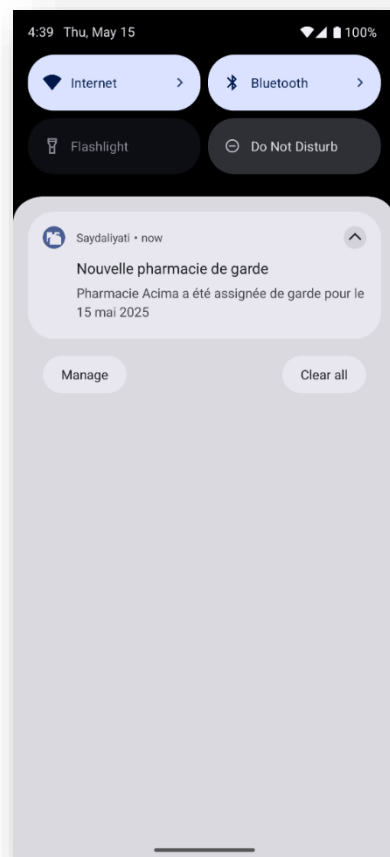 4:39 Thu, May 15 100%
Internet
Bluetooth
Flashlight
Do Not Disturb
Saydaliyati • now
Nouvelle pharmacie de garde
Pharmacie Acima a été assignée de garde pour le
15 mai 2025
Manage
Clear all